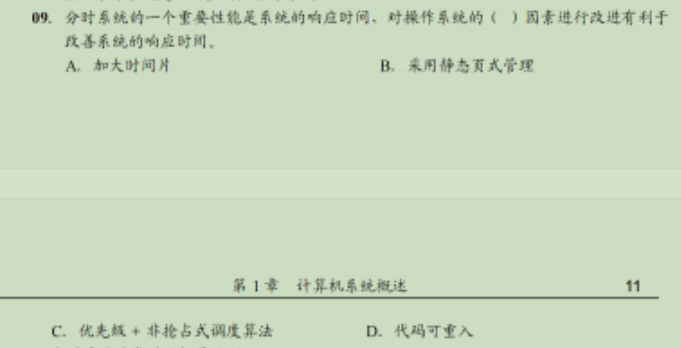 09. 分时系统的一个重要性能是系统的响应时间,对操作系统的( )因素进行改进有利于
改善系统的响应时间。
A. 加大时间片 B. 采用静态页式管理
第 1 章 计算机系统概述 11
C. 优先级 + 非抢占式调度算法 D. 代码可重入